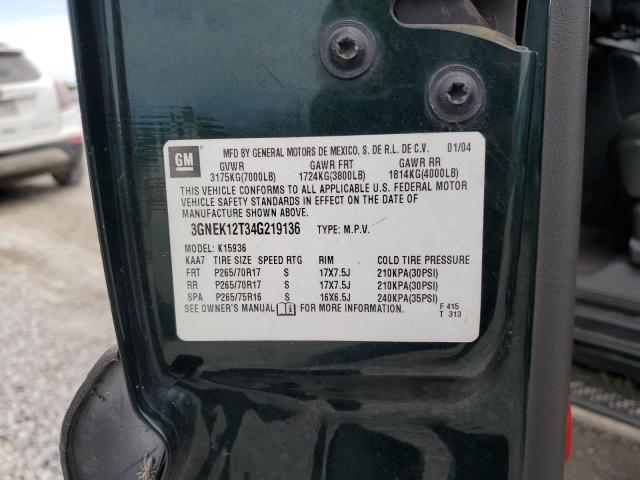 GM MFD BY GENERAL MOTORS DE MEXICO, S. DE R.L. DE C.V. 01/04
GVWR GAWR FRT GAWR RR
3175KG(7000LB) 1724KG(3800LB) 1814KG(4000LB)
THIS VEHICLE CONFORMS TO ALL APPLICABLE U.S. FEDERAL MOTOR
VEHICLE SAFETY STANDARDS IN EFFECT ON THE DATE OF
MANUFACTURE SHOWN ABOVE.
3GNEK12T34G219136 TYPE: M.P.V.
MODEL: K15936
KAA7 TIRE SIZE SPEED RTG RIM COLD TIRE PRESSURE
FRT P265/70R17 S 17X7.5J 210KPA(30PSI)
RR P265/70R17 S 17X7.5J 210KPA(30PSI)
SPA P265/75R16 S 16X6.5J 240KPA(35PSI)
SEE OWNER'S MANUAL FOR MORE INFORMATION.
F 415
T 313